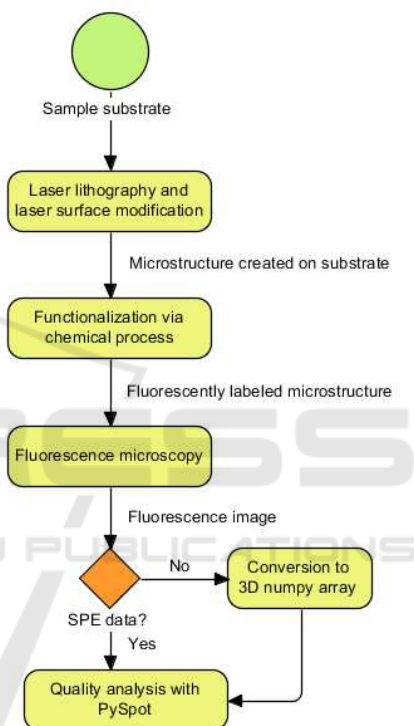 Sample substrate
Laser lithography and
laser surface modification
Microstructure created on substrate
Functionalization via
chemical process
Fluorescently labeled microstructure
Fluorescence microscopy
Fluorescence image
SPE data?
No
Conversion to
3D numpy array
Yes
Quality analysis with
PySpot
PUBLICATIONS